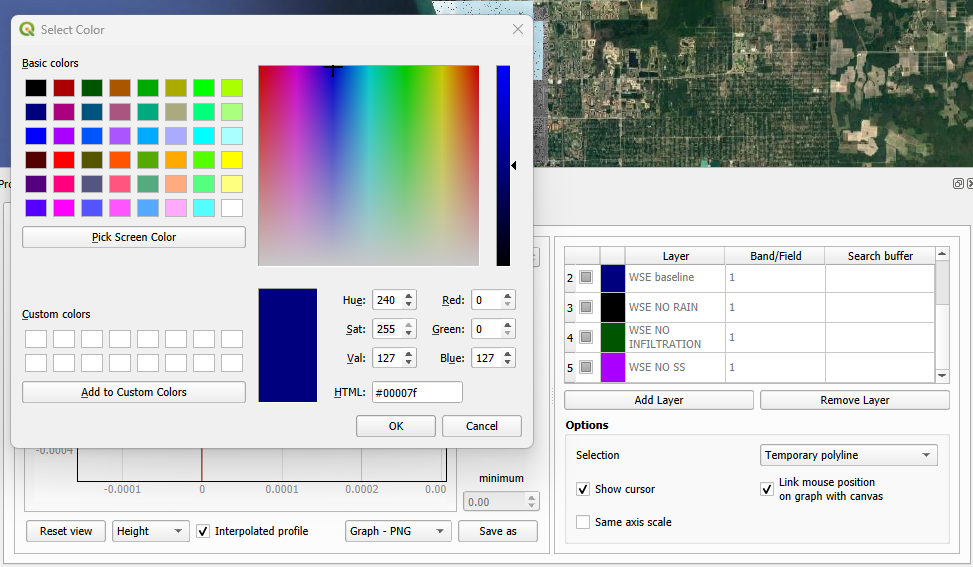 Select Color
Basic colors
Pick Screen Color
Custom colors
Add to Custom Colors
Hue: 240 Red: 0
Sat: 255 Green: 0
Val: 127 Blue: 127
HTML: #00007f
OK Cancel
-0.0004
-0.0001 0 0.0001 0.0002 0.00
minimum
0.00
Reset view Height Interpolated profile Graph - PNG Save as
Layer Band/Field Search buffer
2 WSE baseline 1
3 WSE NO RAIN 1
4 WSE NO INFILTRATION 1
5 WSE NO SS 1
Add Layer Remove Layer
Options
Selection Temporary polyline
Show cursor
Link mouse position
on graph with canvas
Same axis scale